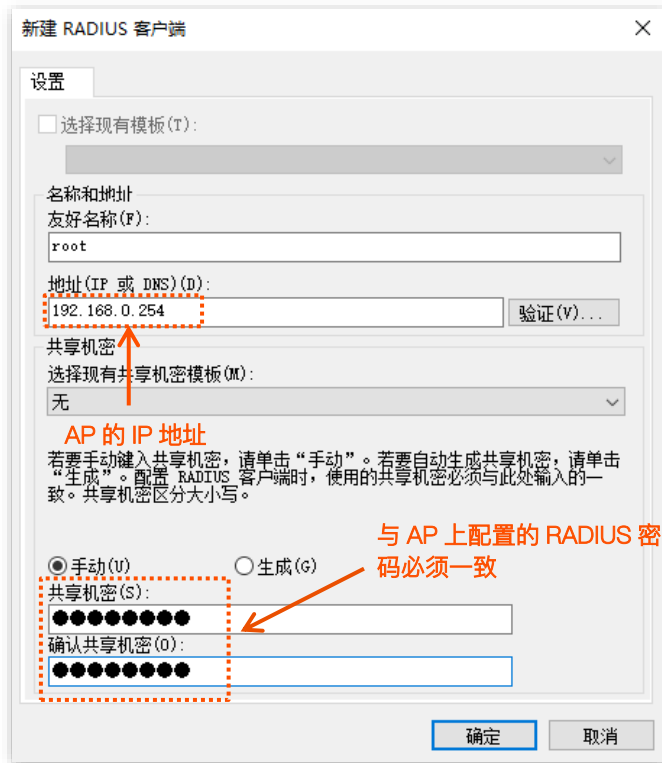 新建 RADIUS 客户端
设置
选择现有模板(T):
名称和地址
友好名称(F):
root
地址(IP 或 DNS)(D):
192.168.0.254
验证(V)...
共享机密
选择现有共享机密模板(M):
无
AP 的 IP 地址
若要手动键入共享机密，请单击“手动”。若要自动生成共享机密，请单击
“生成”。配置 RADIUS 客户端时，使用的共享机密必须与此处输入的一
致。共享机密区分大小写。
与 AP 上配置的 RADIUS 密
码必须一致
手动(U)
生成(G)
共享机密(S):
●●●●●●●●
确认共享机密(O):
●●●●●●●●
确定
取消